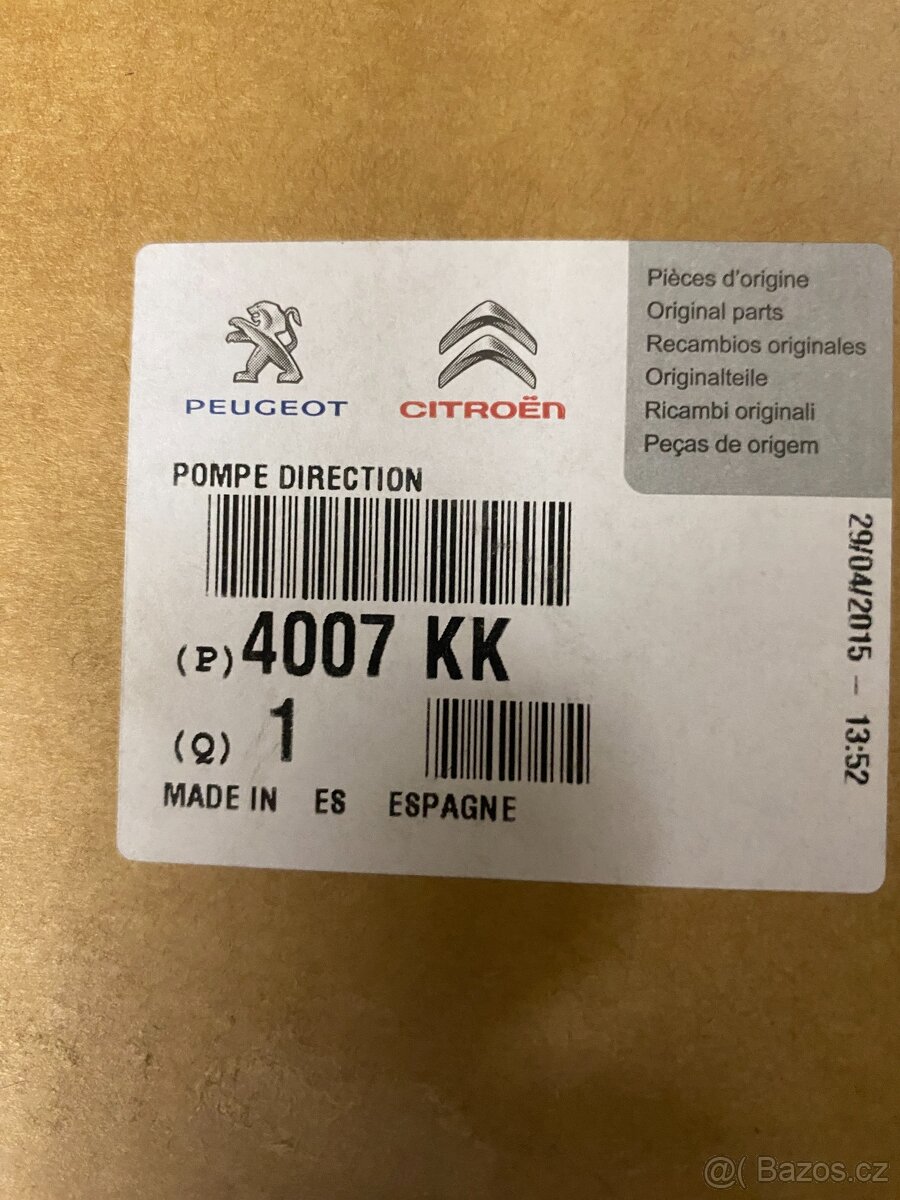 PEUGEOT
CITROËN
Pièces d'origine
Original parts
Recambios originales
Originalteile
Ricambi originali
Peças de origem
POMPE DIRECTION
(P) 4007 KK
(Q) 1
MADE IN ES ESPAGNE
29/04/2015 - 13:52
@( Bazos.cz